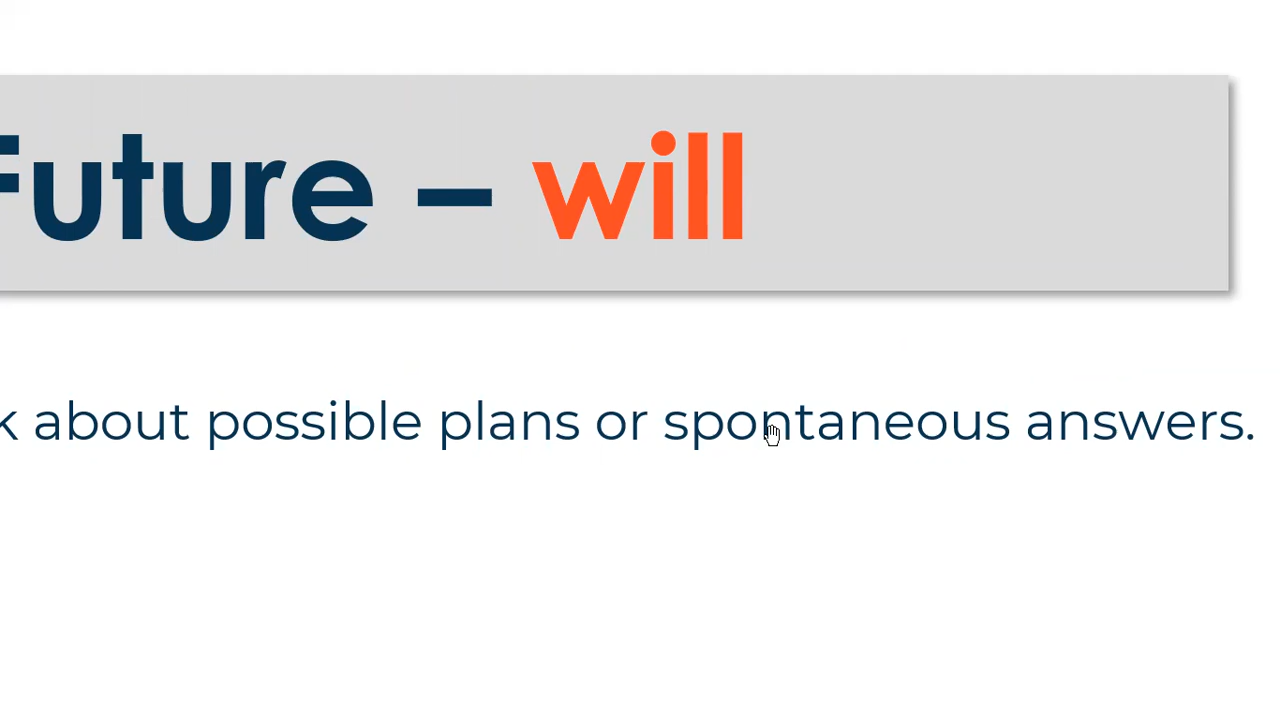 Future – will
k about possible plans or spontaneous answers.